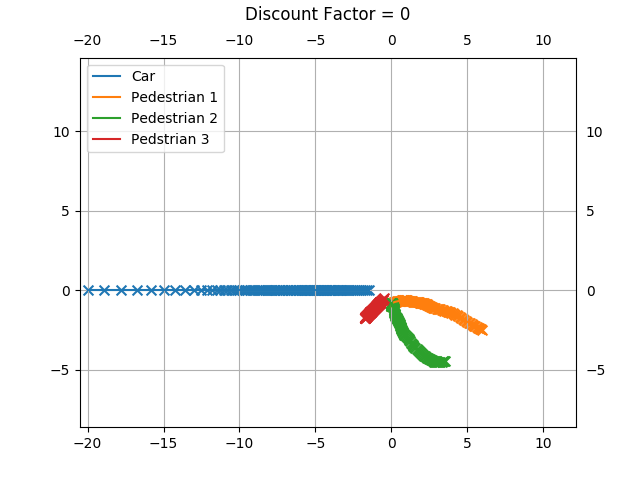 Discount Factor = 0
−20 −15 −10 −5 0 5 10
Car
Pedestrian 1
Pedestrian 2
Pedstrian 3
10 10
5 5
0 0
−5 −5
−20 −15 −10 −5 0 5 10